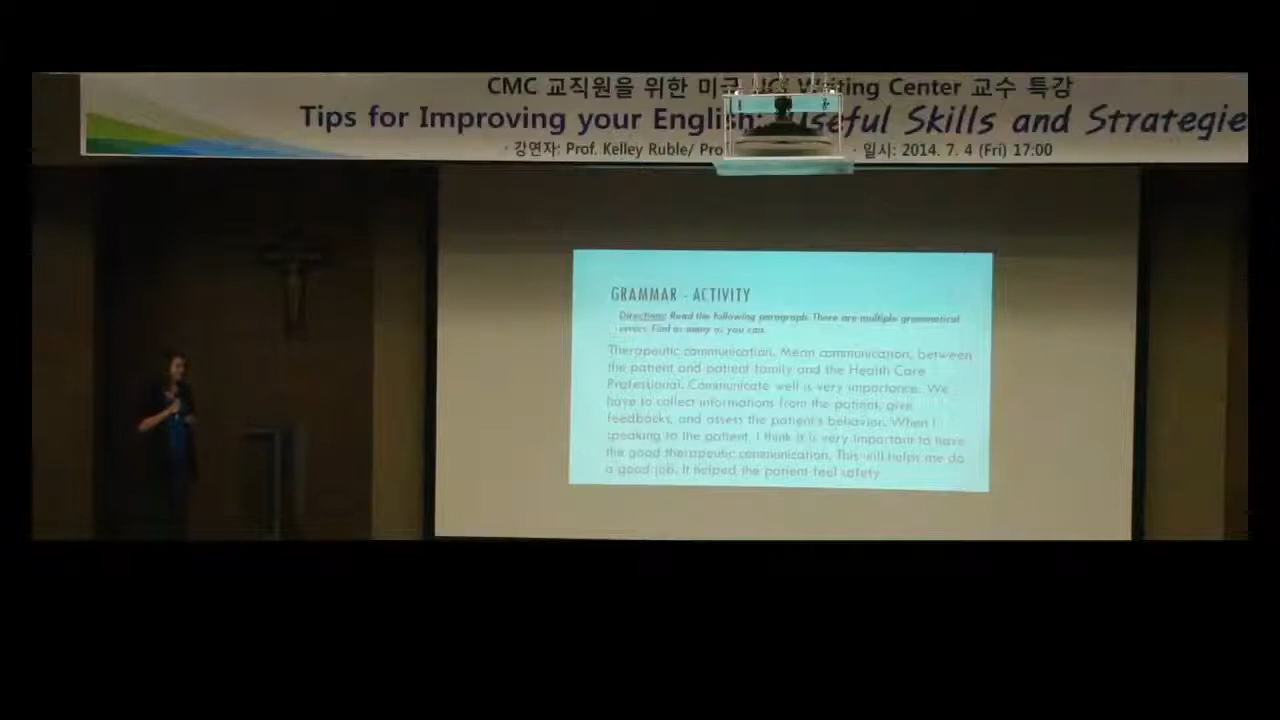 CMC 교직원을 위한 미국 UCI Writing Center 교수 특강
Tips for Improving your English: Useful Skills and Strategie
· 강연자: Prof. Kelley Ruble/ Pro · 일시: 2014. 7. 4 (Fri) 17:00
GRAMMAR - ACTIVITY
Directions: Read the following paragraph. There are multiple grammatical
errors. Find as many as you can.
Therapeutic communication. Mean communication, between
the patient and patient family and the Health Care
Professional. Communicate well is very importance. We
have to collect informations from the patient, give
feedbacks, and assess the patient's behavior. When I
speaking to the patient, I think it is very important to have
the good therapeutic communication. This will helps me do
a good job. It helped the patient feel safety